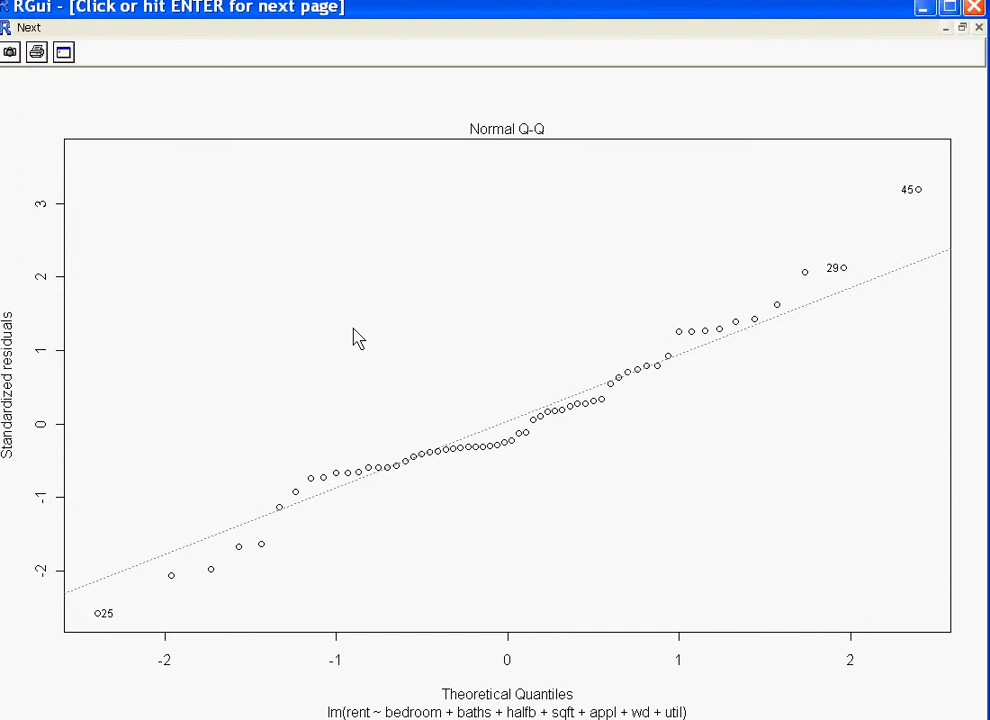 RGui - [Click or hit ENTER for next page]
Next
Normal Q-Q
Standardized residuals
3
2
1
0
-1
-2
45
29
25
-2
-1
0
1
2
Theoretical Quantiles
lm(rent ~ bedroom + baths + halfb + sqft + appl + wd + util)